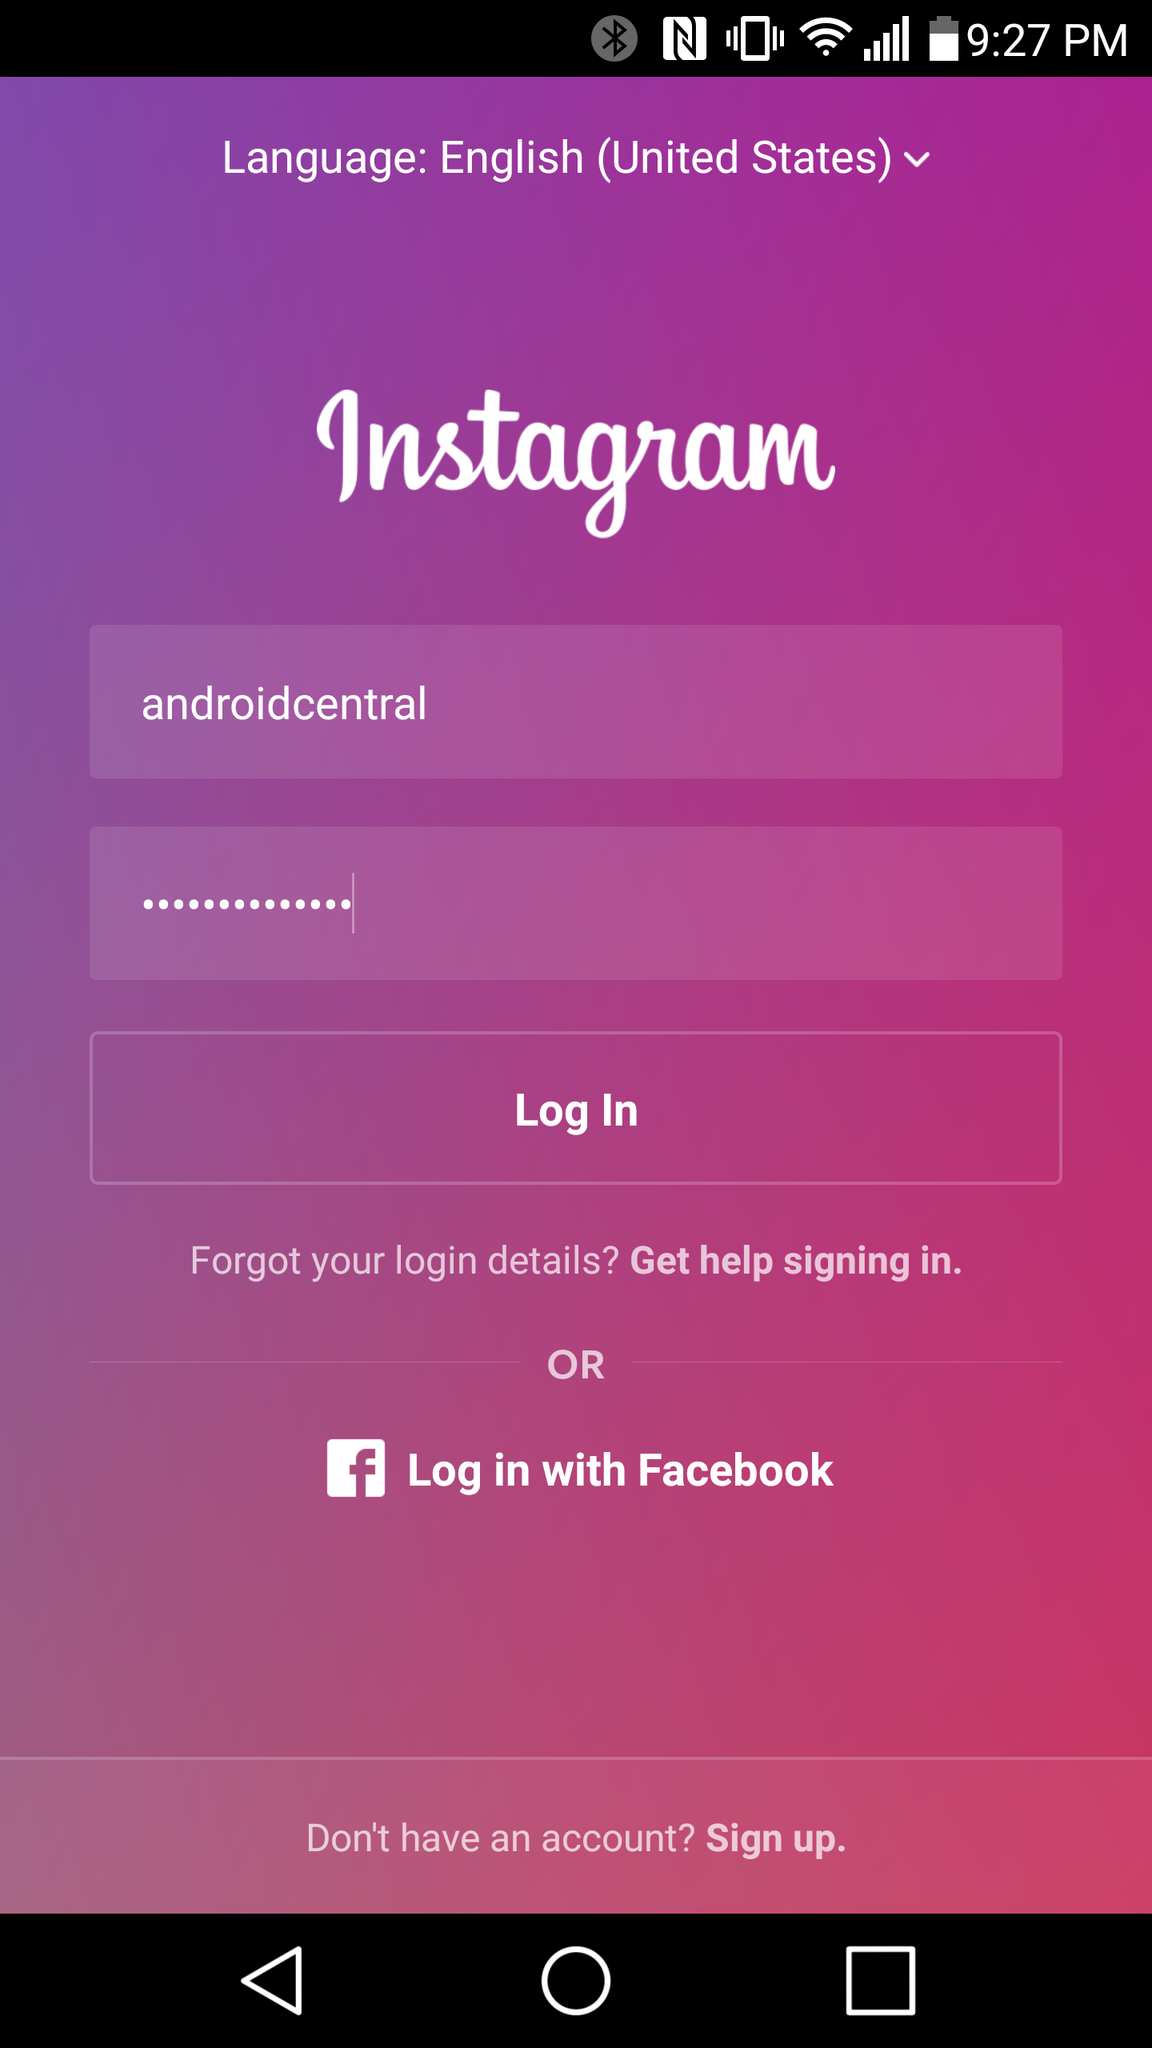 9:27 PM
Language: English (United States)
Instagram
androidcentral
••••••••••••••
Log In
Forgot your login details? Get help signing in.
OR
Log in with Facebook
Don't have an account? Sign up.